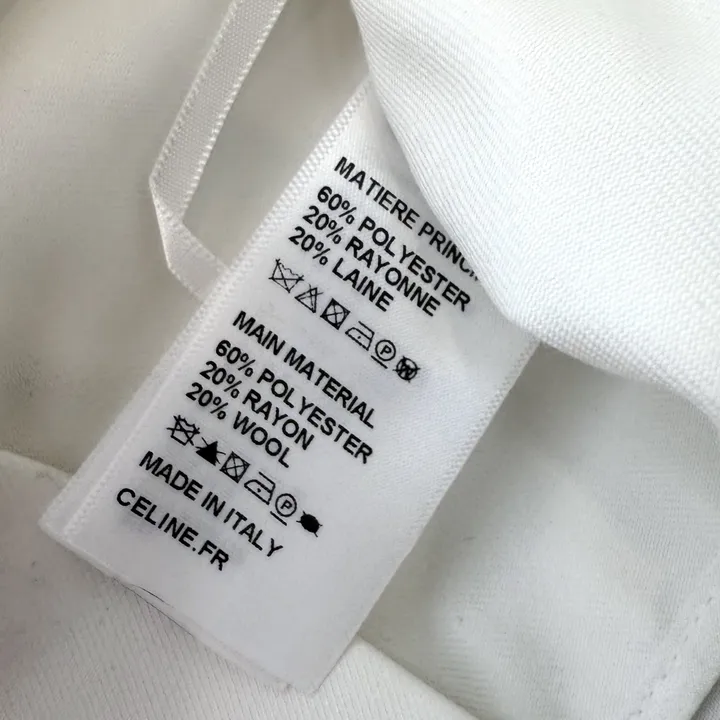 MATIERE
60% POLYESTER
20% RAYONNE
20% LAINE
P W
MAIN MATERIAL
60% POLYESTER
20% RAYON
20% WOOL
P
MADE IN ITALY
CELINE.FR